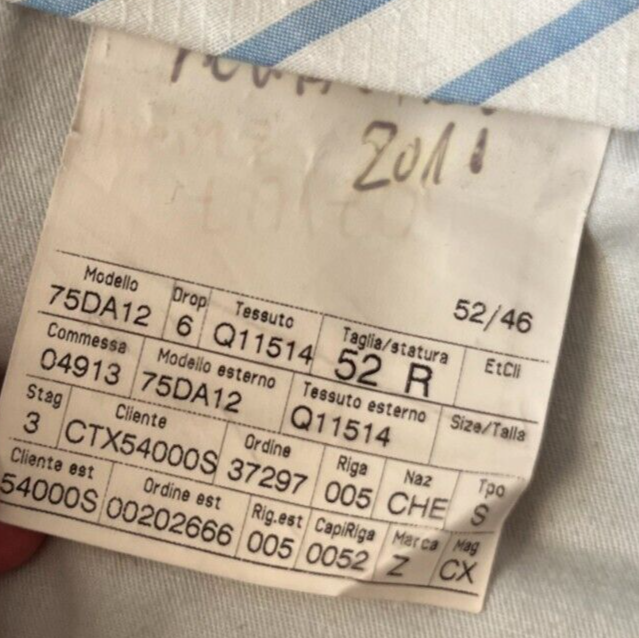 2011
52/46
Modello Drop Tessuto Taglia/statura EtCli
75DA12 6 Q11514 52 R
Commessa Modello esterno Tessuto esterno Size/Talla
04913 75DA12 Q11514
Stag Cliente Ordine Riga Naz Tpo
3 CTX54000S 37297 005 CHE S
Cliente est Ordine est Rig.est CapiRiga Marca Mag
54000S 00202666 005 0052 Z CX